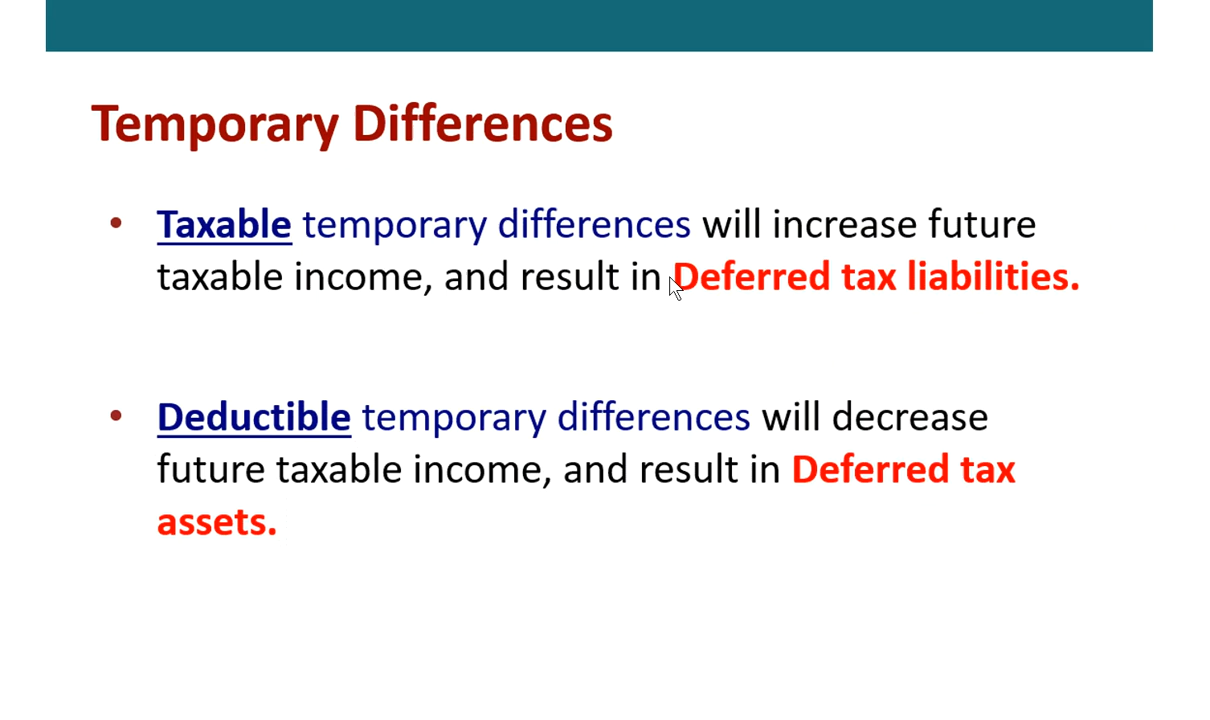 Temporary Differences
• Taxable temporary differences will increase future
taxable income, and result in Deferred tax liabilities.
• Deductible temporary differences will decrease
future taxable income, and result in Deferred tax
assets.